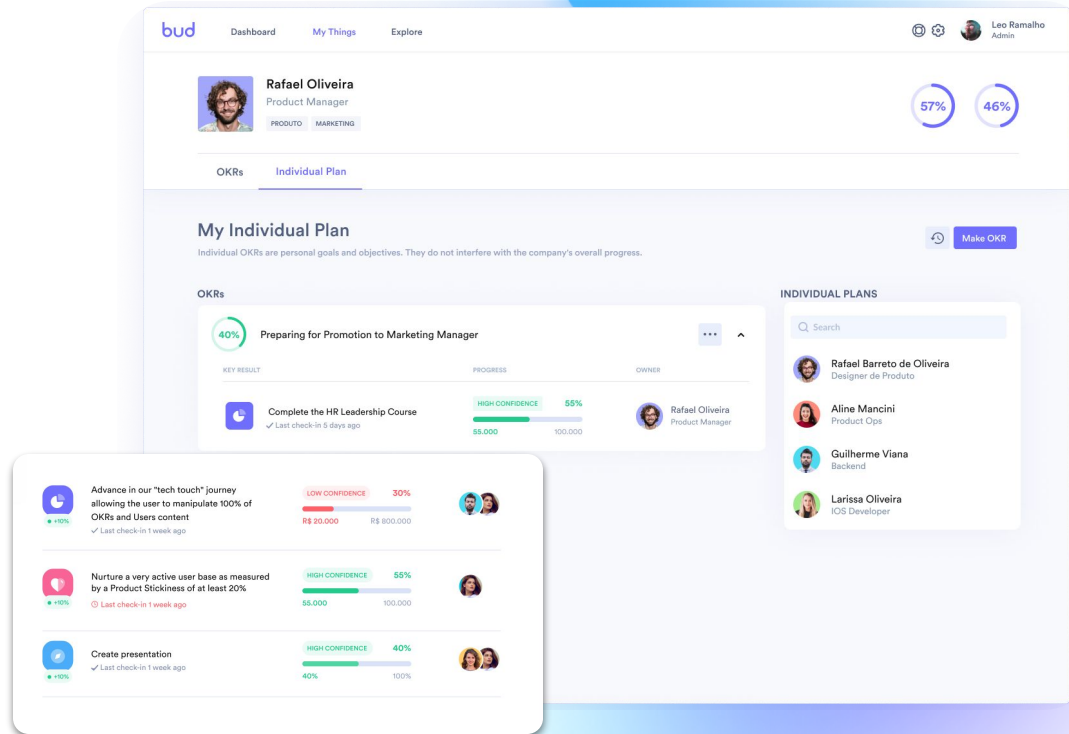 bud
Dashboard
My Things
Explore
Leo Ramalho
Admin
Rafael Oliveira
Product Manager
PRODUTO
MARKETING
57%
46%
OKRs
Individual Plan
My Individual Plan
Individual OKRs are personal goals and objectives. They do not interfere with the company's overall progress.
Make OKR
OKRs
40%
Preparing for Promotion to Marketing Manager
KEY RESULT
PROGRESS
OWNER
Complete the HR Leadership Course
Last check-in 5 days ago
HIGH CONFIDENCE
55%
55.000
100.000
Rafael Oliveira
Product Manager
INDIVIDUAL PLANS
Search
Rafael Barreto de Oliveira
Designer de Produto
Aline Mancini
Product Ops
Guilherme Viana
Backend
Larissa Oliveira
IOS Developer
Advance in our "tech touch" journey
allowing the user to manipulate 100% of
OKRs and Users content
Last check-in 1 week ago
+10%
LOW CONFIDENCE
30%
R$ 20.000
R$ 800.000
Nurture a very active user base as measured
by a Product Stickiness of at least 20%
Last check-in 1 week ago
+10%
HIGH CONFIDENCE
55%
55.000
100.000
Create presentation
Last check-in 1 week ago
+10%
HIGH CONFIDENCE
40%
40%
100%